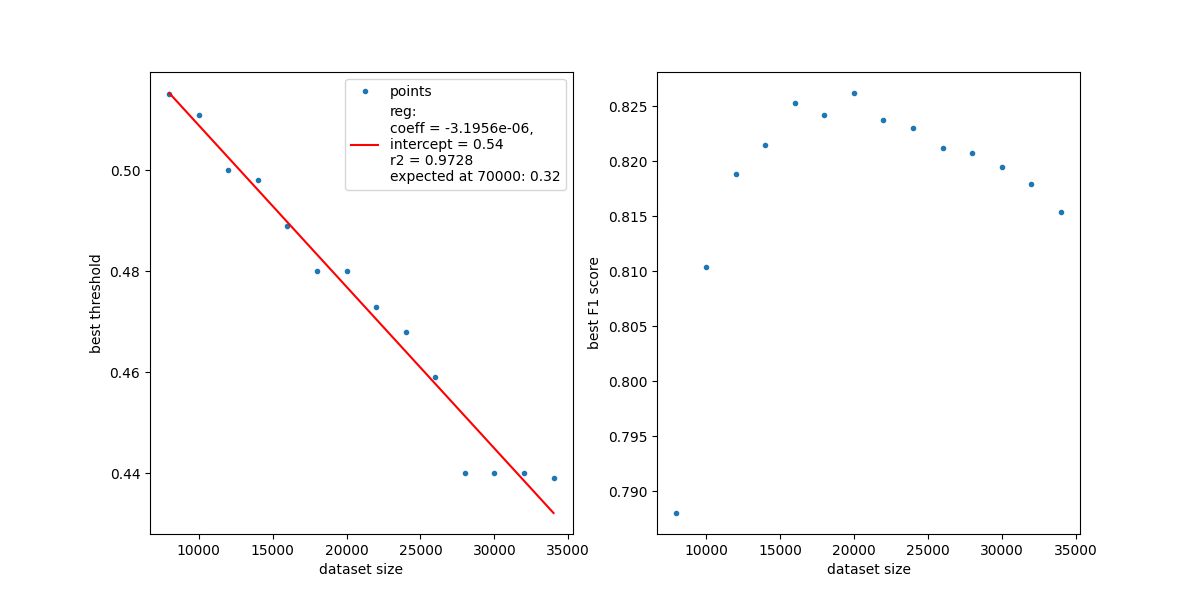 points
reg:
coeff = -3.1956e-06,
intercept = 0.54
r2 = 0.9728
expected at 70000: 0.32
0.50
0.48
0.46
0.44
best threshold
10000 15000 20000 25000 30000 35000
dataset size
0.825
0.820
0.815
0.810
0.805
0.800
0.795
0.790
best F1 score
10000 15000 20000 25000 30000 35000
dataset size